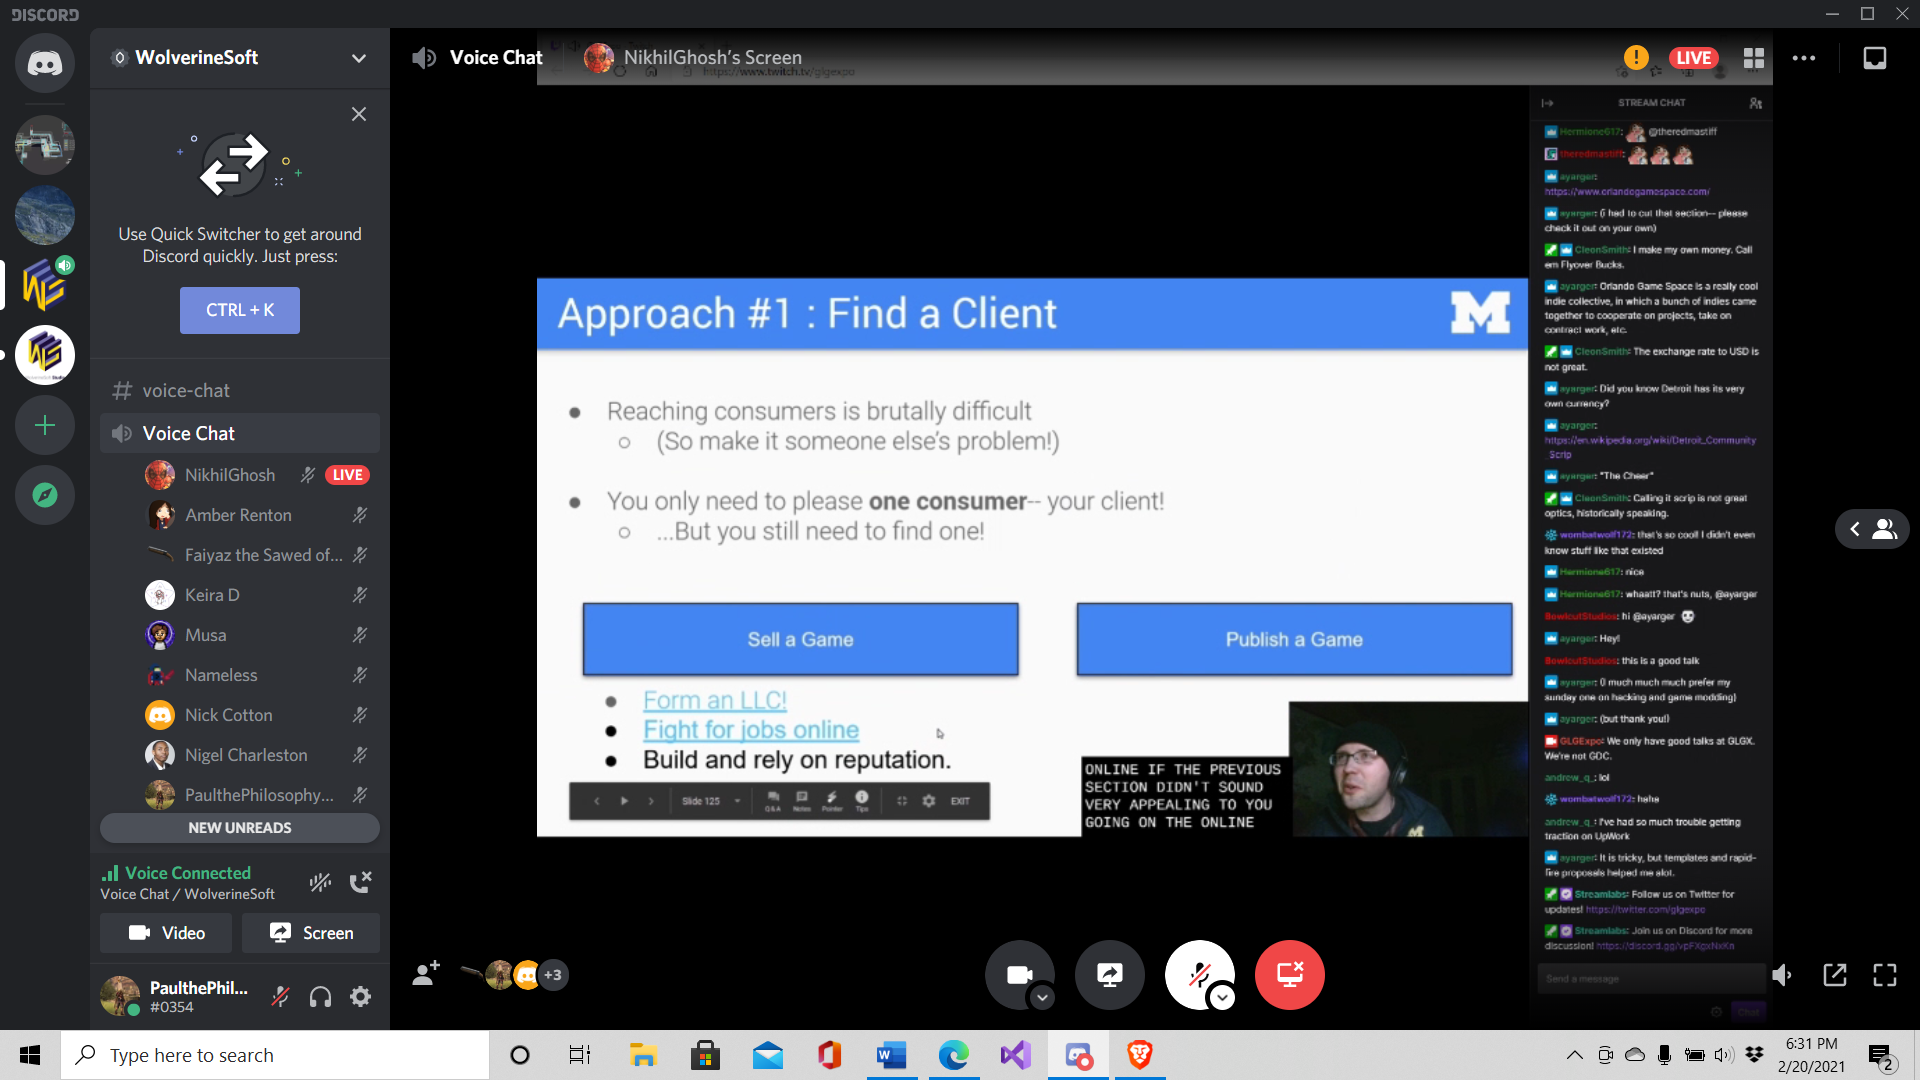 DISCORD
WolverineSoft
Use Quick Switcher to get around
Discord quickly. Just press:
CTRL + K
voice-chat
Voice Chat
NikhilGhosh LIVE
Amber Renton
Faiyaz the Sawed of...
Keira D
Musa
Nameless
Nick Cotton
Nigel Charleston
PaulthePhilosophy...
NEW UNREADS
Voice Connected
Voice Chat / WolverineSoft
Video
Screen
PaulthePhil...
#0354
Voice Chat
NikhilGhosh's Screen
LIVE
https://www.twitch.tv/glgexpo
Approach #1 : Find a Client
Reaching consumers is brutally difficult
(So make it someone else's problem!)
You only need to please one consumer-- your client!
...But you still need to find one!
Sell a Game
Publish a Game
Form an LLC!
Fight for jobs online
Build and rely on reputation.
Slide 125
Q&A
Notes
Pointer
Tips
EXIT
ONLINE IF THE PREVIOUS
SECTION DIDN'T SOUND
VERY APPEALING TO YOU
GOING ON THE ONLINE
STREAM CHAT
Hermione617: @theredmastiff
theredmastiff:
ayarger:
https://www.orlandogamespace.com/
ayarger: (i had to cut that section-- please
check it out on your own)
CleonSmith: I make my own money. Call
em Flyover Bucks.
ayarger: Orlando Game Space is a really cool
indie collective, in which a bunch of indies came
together to cooperate on projects, take on
contract work, etc.
CleonSmith: The exchange rate to USD is
not great.
ayarger: Did you know Detroit has its very
own currency?
ayarger:
https://en.wikipedia.org/wiki/Detroit_Community
_Scrip
ayarger: "The Cheer"
CleonSmith: Calling it scrip is not great
optics, historically speaking.
wombatwolf172: that's so cool! I didn't even
know stuff like that existed
Hermione617: nice
Hermione617: whaatt? that's nuts, @ayarger
BowlcutStudios: hi @ayarger
ayarger: Hey!
BowlcutStudios: this is a good talk
ayarger: (I much much much prefer my
sunday one on hacking and game modding)
ayarger: (but thank you!)
GLGExpo: We only have good talks at GLGX.
We're not GDC.
andrew_q_: lol
wombatwolf172: haha
andrew_q_: I've had so much trouble getting
traction on UpWork
ayarger: It is tricky, but templates and rapid-
fire proposals helped me alot.
Streamlabs: Follow us on Twitter for
updates! https://twitter.com/glgexpo
Streamlabs: Join us on Discord for more
discussion! https://discord.gg/vpFXpxNxKn
Send a message
Chat
+3
Type here to search
6:31 PM
2/20/2021
2